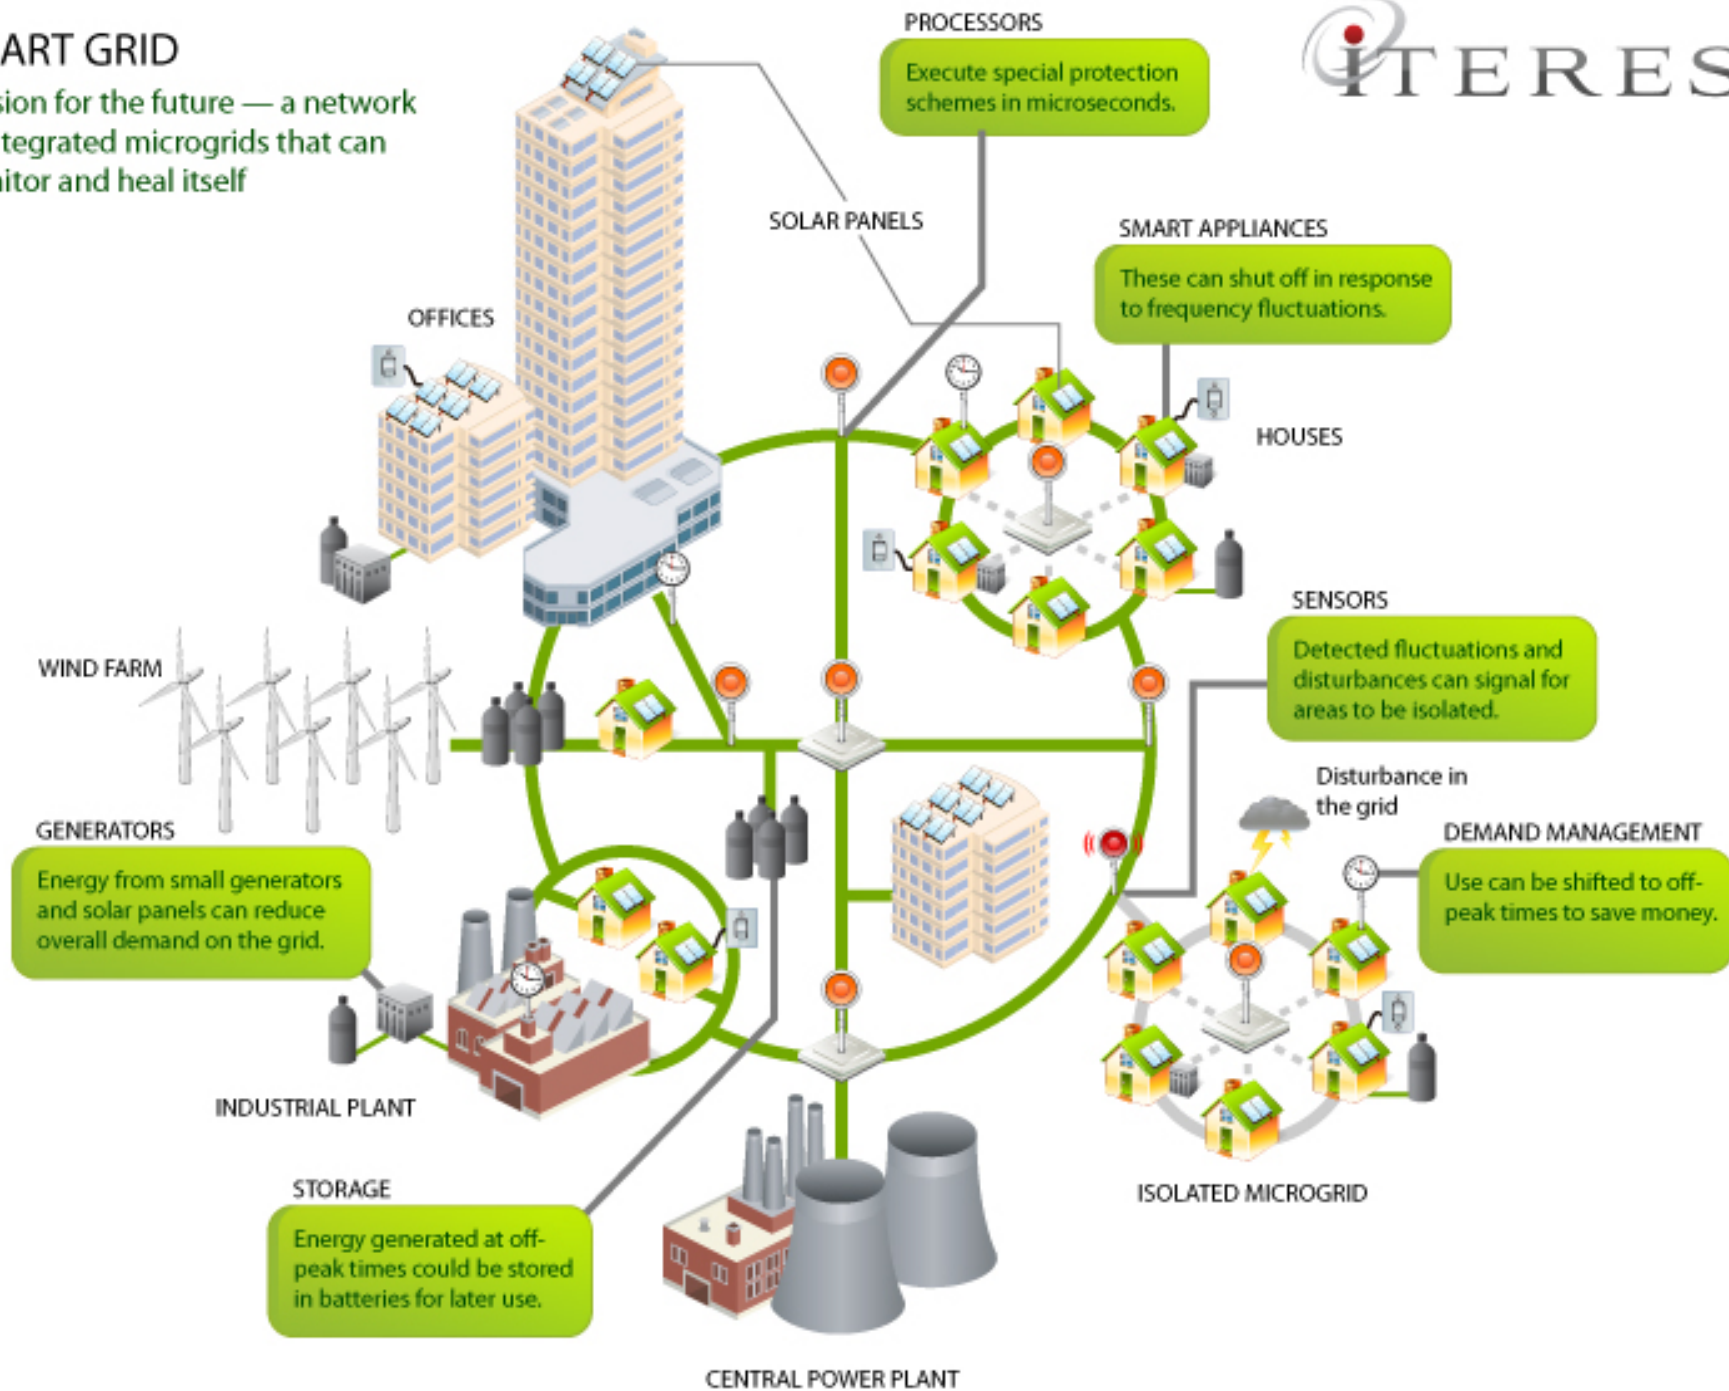 ART GRID
sion for the future — a network
tegrated microgrids that can
itor and heal itself
PROCESSORS
Execute special protection
schemes in microseconds.
iTERES
SOLAR PANELS
SMART APPLIANCES
These can shut off in response
to frequency fluctuations.
OFFICES
HOUSES
SENSORS
Detected fluctuations and
disturbances can signal for
areas to be isolated.
WIND FARM
Disturbance in
the grid
GENERATORS
Energy from small generators
and solar panels can reduce
overall demand on the grid.
DEMAND MANAGEMENT
Use can be shifted to off-
peak times to save money.
INDUSTRIAL PLANT
STORAGE
Energy generated at off-
peak times could be stored
in batteries for later use.
ISOLATED MICROGRID
CENTRAL POWER PLANT